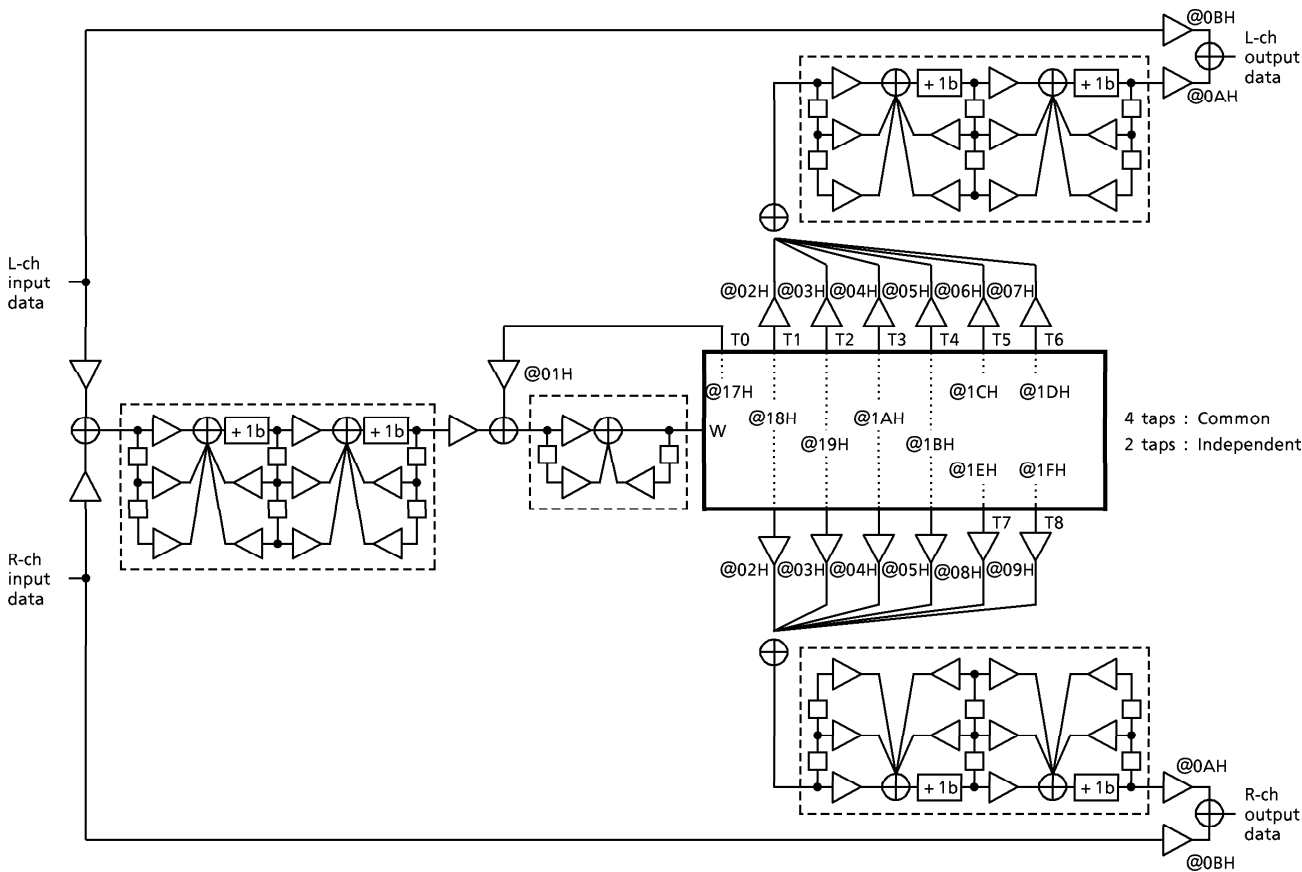 @0BH
L-ch
output
data
+ 1b
+ 1b
@0AH
L-ch
input
data
@02H @03H @04H @05H @06H @07H
T0 T1 T2 T3 T4 T5 T6
@01H
@17H
@1CH @1DH
@18H @1AH
4 taps : Common
+ 1b
+ 1b
W
@19H @1BH
2 taps : Independent
@1EH @1FH
T7 T8
R-ch
input
data
@02H @03H @04H @05H @08H @09H
@0AH
+ 1b
+ 1b
R-ch
output
data
@0BH